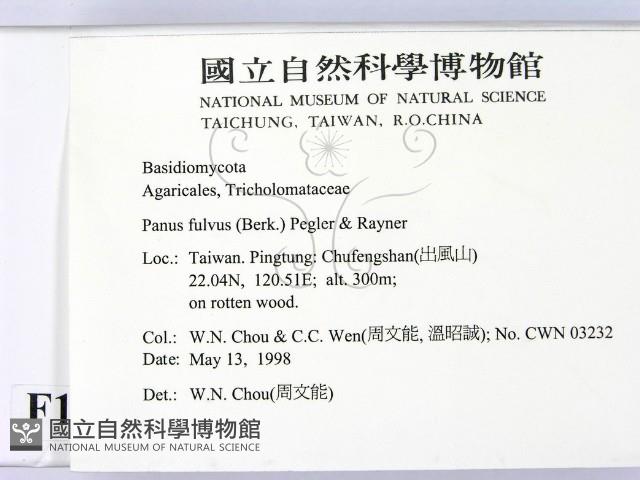 國立自然科學博物館
NATIONAL MUSEUM OF NATURAL SCIENCE
TAICHUNG, TAIWAN, R.O.CHINA
Basidiomycota
Agaricales, Tricholomataceae
Panus fulvus (Berk.) Pegler & Rayner
Loc.: Taiwan. Pingtung: Chufengshan(出風山)
22.04N, 120.51E; alt. 300m;
on rotten wood.
Col.: W.N. Chou & C.C. Wen(周文能, 溫昭誠); No. CWN 03232
Date: May 13, 1998
Det.: W.N. Chou(周文能)
F1
國立自然科學博物館
NATIONAL MUSEUM OF NATURAL SCIENCE